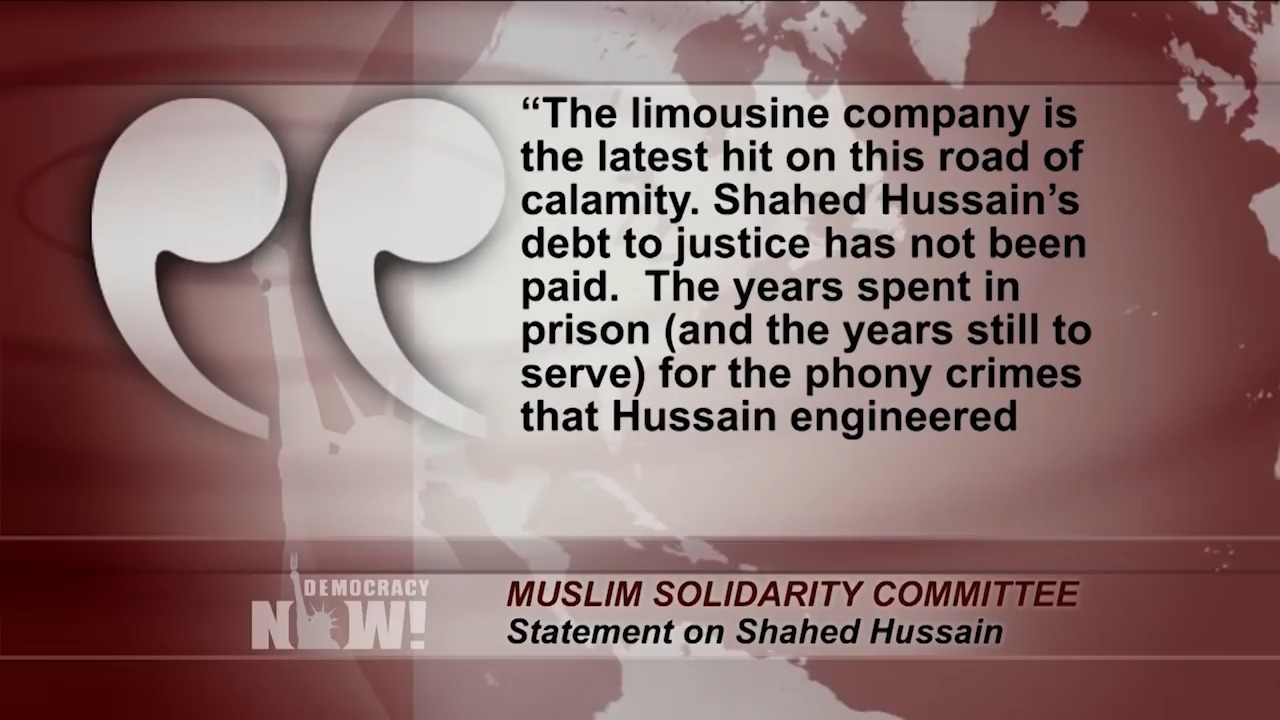 “The limousine company is
the latest hit on this road of
calamity. Shahed Hussain’s
debt to justice has not been
paid.  The years spent in
prison (and the years still to
serve) for the phony crimes
that Hussain engineered
DEMOCRACY
NOW!
MUSLIM SOLIDARITY COMMITTEE
Statement on Shahed Hussain